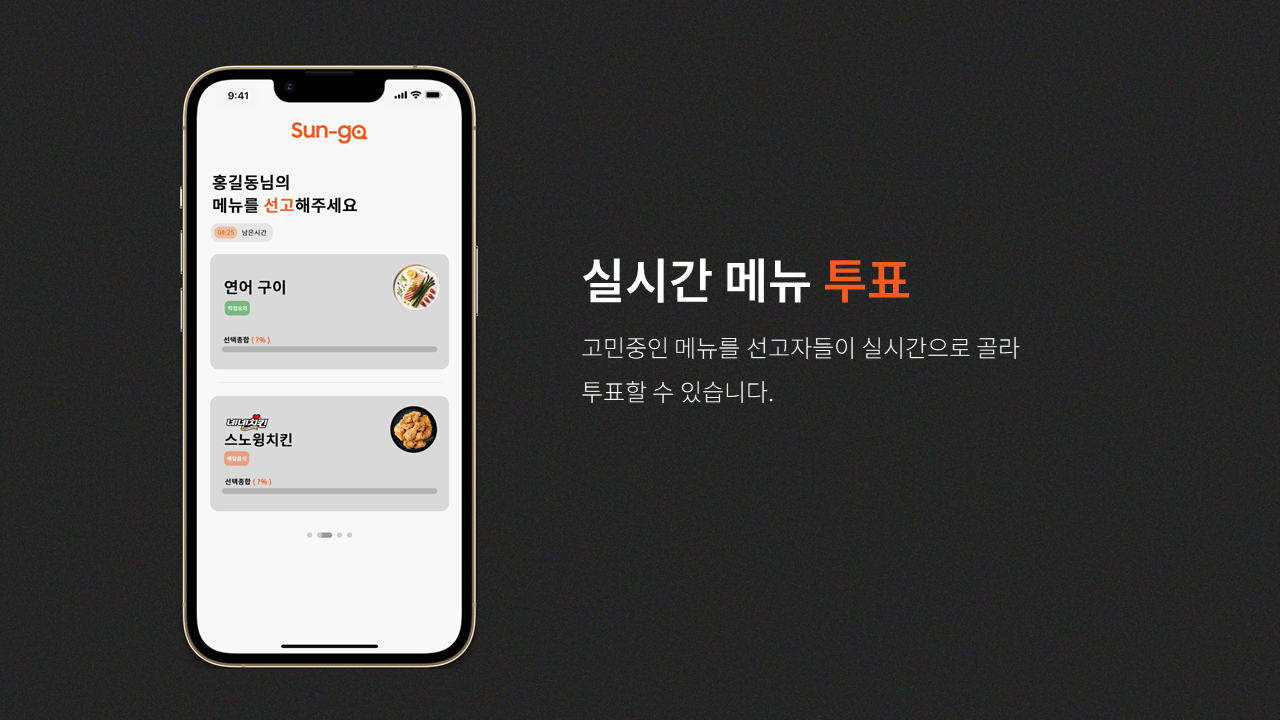 9:41
Sun-go
홍길동님의
메뉴를 선고해주세요
04:25 남은시간
연어 구이
직접요리
선택종합 ( ?% )
네네치킨
스노윙치킨
배달음식
선택종합 ( ?% )
실시간 메뉴 투표
고민중인 메뉴를 선고자들이 실시간으로 골라
투표할 수 있습니다.